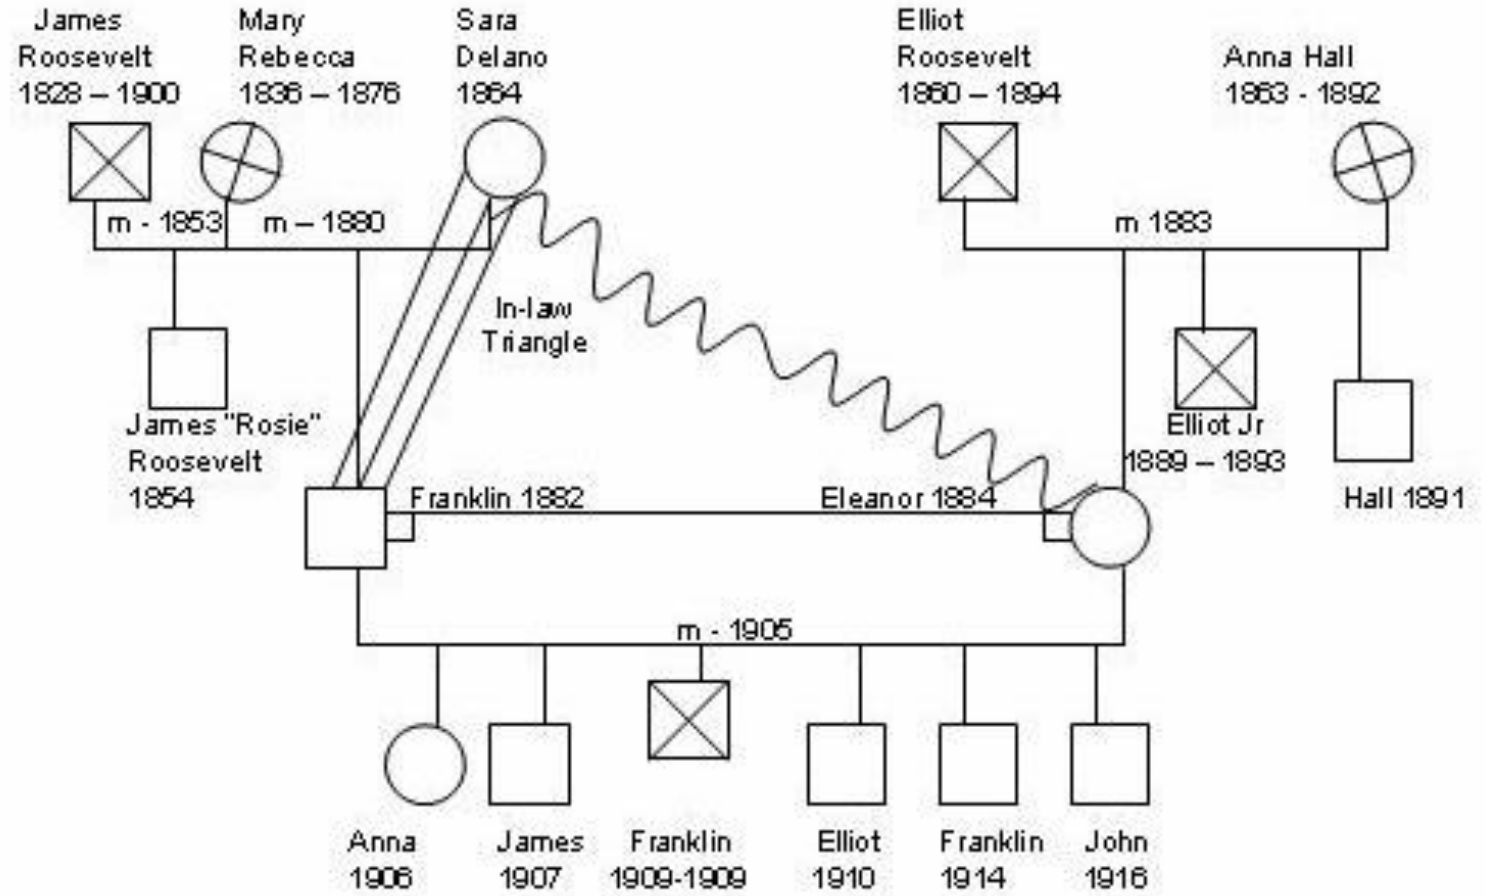 James
Roosevelt
1828 – 1900
Mary
Rebecca
1836 – 1876
Sara
Delano
1864
Elliot
Roosevelt
1860 – 1894
Anna Hall
1863 - 1892
m - 1853
m – 1880
m 1883
In-law
Triangle
James "Rosie"
Roosevelt
1854
Elliot Jr
1889 – 1893
Hall 1891
Franklin 1882
Eleanor 1884
m - 1905
Anna
1906
James
1907
Franklin
1909-1909
Elliot
1910
Franklin
1914
John
1916